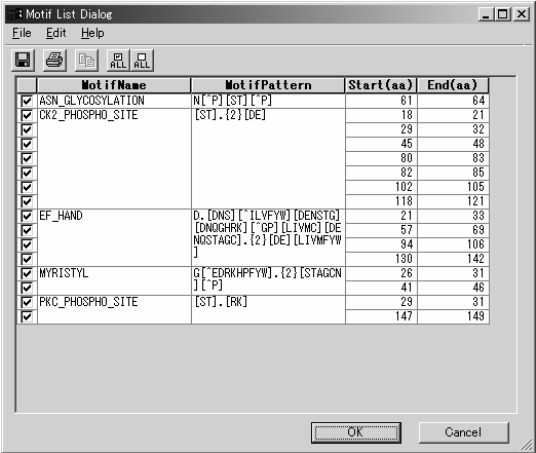 Motif List Dialog
File Edit Help
ALL ALL
MotifName MotifPattern Start(aa) End(aa)
ASN_GLYCOSYLATION N[^P][ST][^P] 61 64
CK2_PHOSPHO_SITE [ST].{2}[DE] 18 21
29 32
45 48
80 83
82 85
102 105
118 121
EF_HAND D.[DNS][^ILVFYW][DENSTG] 21 33
[DNQGHRK][^GP][LIVMC][DE 57 69
NQSTAGC].{2}[DE][LIVMFYW 94 106
] 130 142
MYRISTYL G[^EDRKHPFYW].{2}[STAGCN 26 31
][^P] 41 46
PKC_PHOSPHO_SITE [ST].[RK] 29 31
147 149
OK Cancel